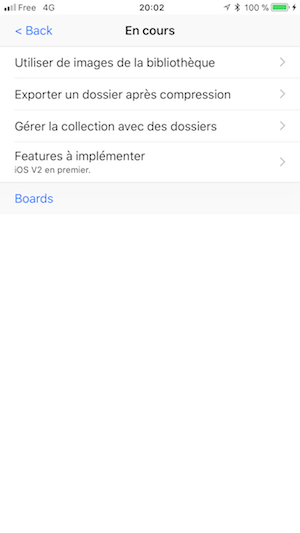 Free 4G 20:02 100 %
< Back En cours
Utiliser de images de la bibliothèque
Exporter un dossier après compression
Gérer la collection avec des dossiers
Features à implémenter
iOS V2 en premier.
Boards